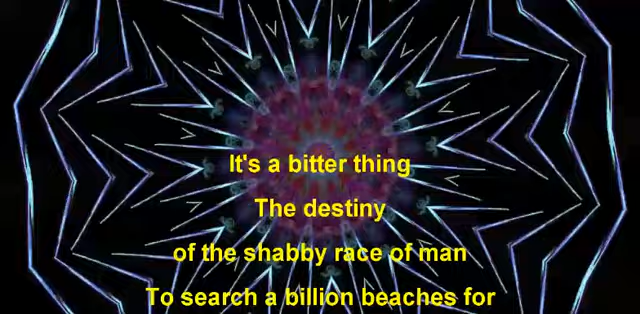 It's a bitter thing
The destiny
of the shabby race of man
To search a billion beaches for